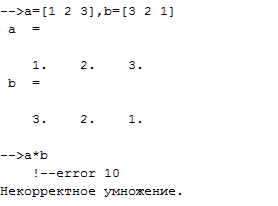 -->a=[1 2 3],b=[3 2 1]
a =
1. 2. 3.
b =
3. 2. 1.
-->a*b
!--error 10
Некорректное умножение.